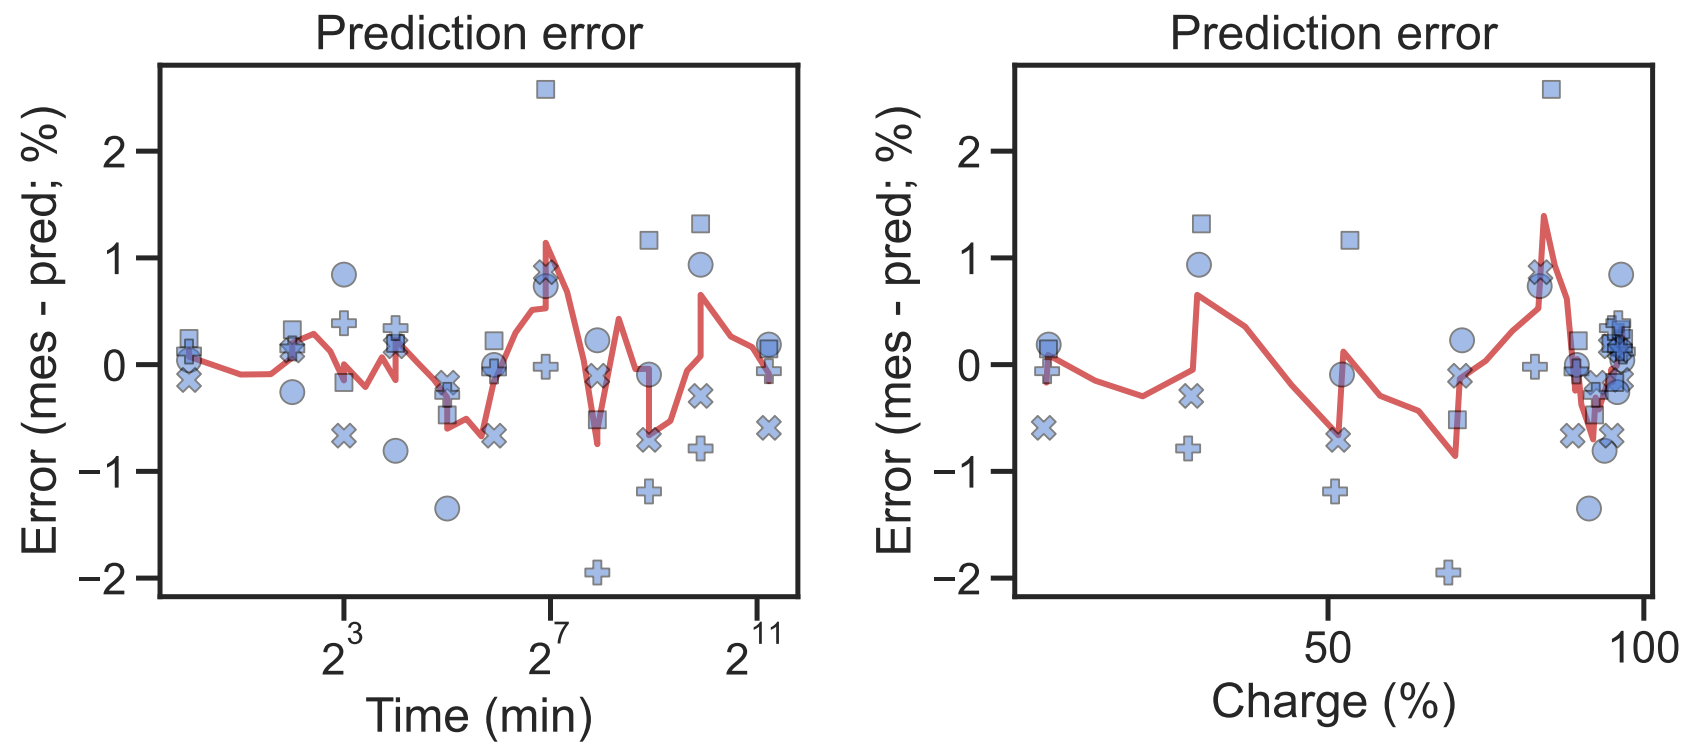 Prediction error
Error (mes - pred; %)
2
1
0
−1
−2
2^3
2^7
2^11
Time (min)
Prediction error
Error (mes - pred; %)
2
1
0
−1
−2
50
100
Charge (%)